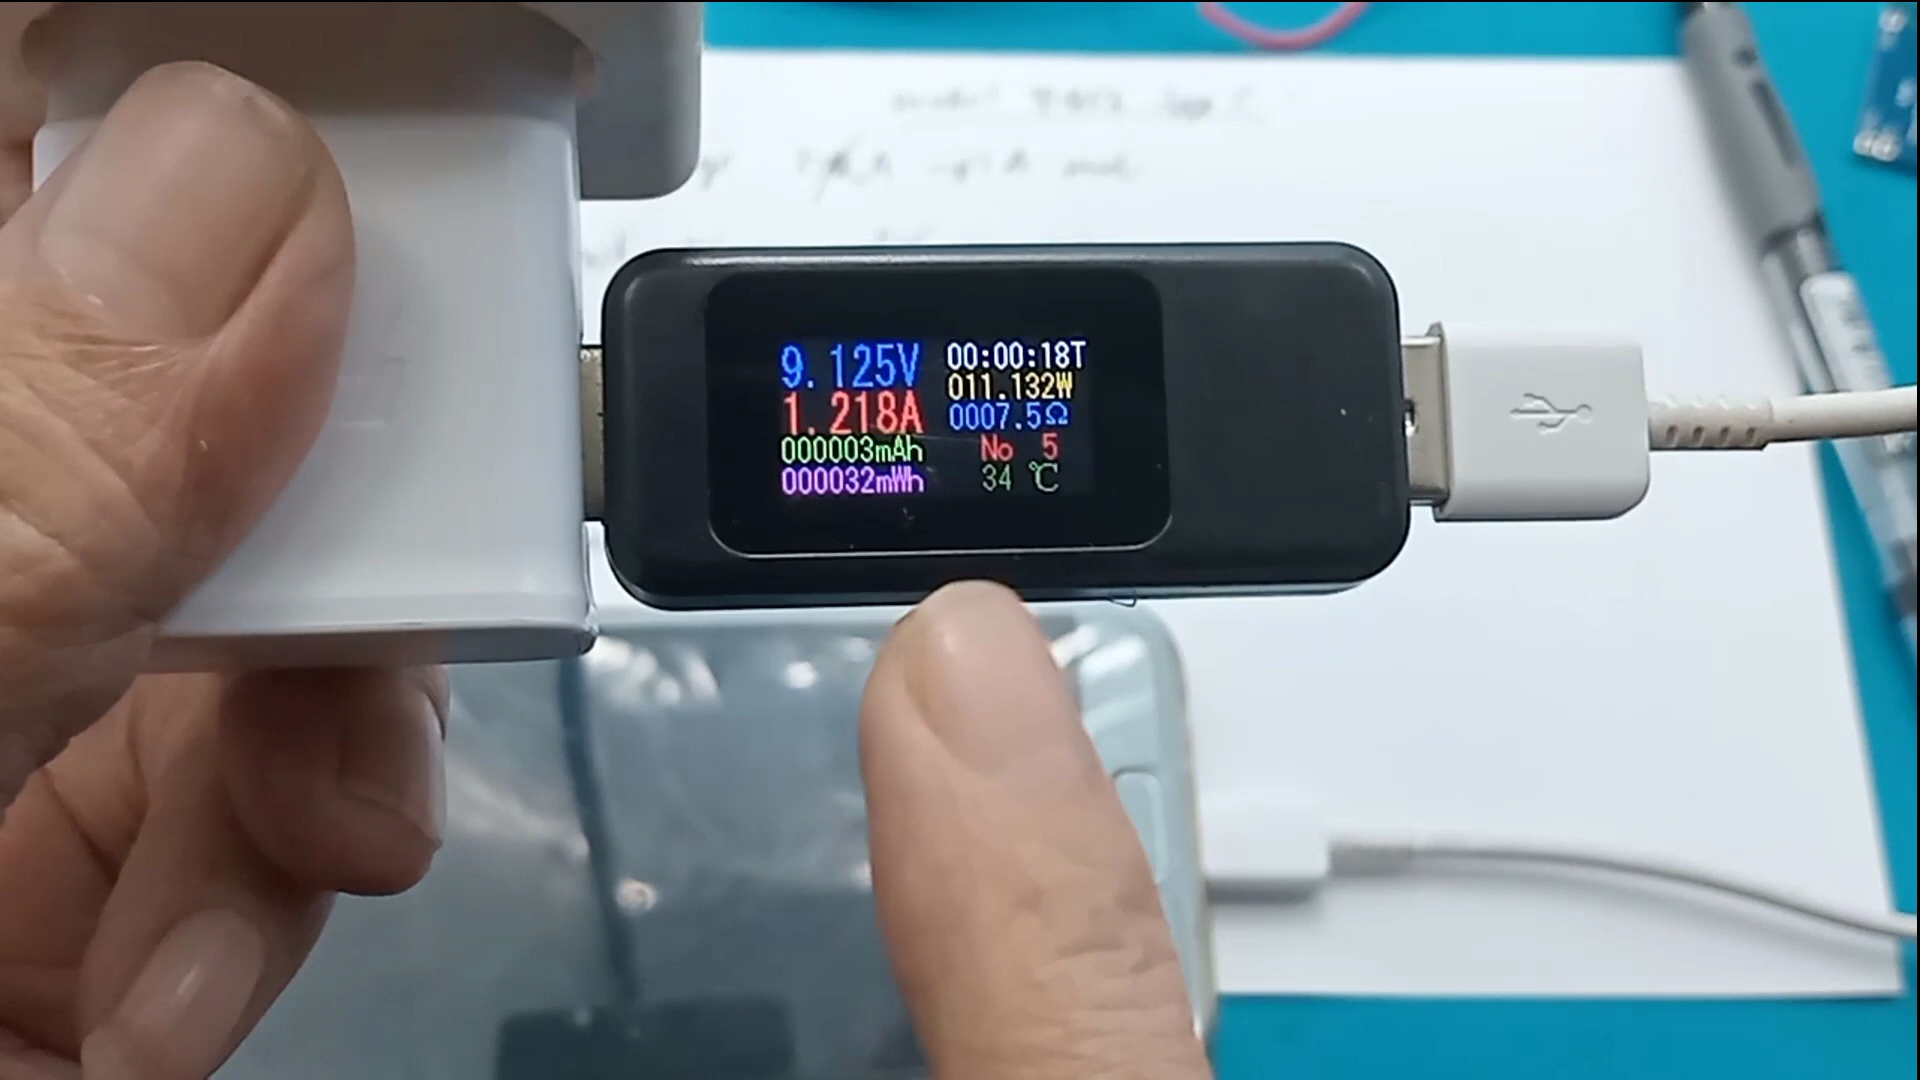 9.125V
1.218A
000003mAh
000032mWh
00:00:18T
011.132W
0007.5Ω
No 5
34 ℃